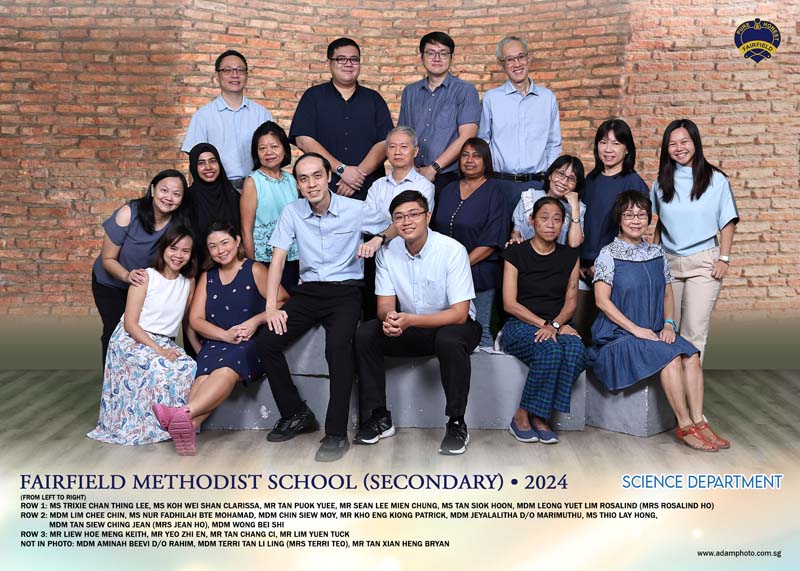 PURE HONEST
FAIRFIELD
FAIRFIELD METHODIST SCHOOL (SECONDARY) • 2024
SCIENCE DEPARTMENT
(FROM LEFT TO RIGHT)
ROW 1: MS TRIXIE CHAN THING LEE, MS KOH WEI SHAN CLARISSA, MR TAN PUOK YUEE, MR SEAN LEE MIEN CHUNG, MS TAN SIOK HOON, MDM LEONG YUET LIM ROSALIND (MRS ROSALIND HO)
ROW 2: MDM LIM CHEE CHIN, MS NUR FADHILAH BTE MOHAMAD, MDM CHIN SIEW MOY, MR KHO ENG KIONG PATRICK, MDM JEYALALITHA D/O MARIMUTHU, MS THIO LAY HONG,
MDM TAN SIEW CHING JEAN (MRS JEAN HO), MDM WONG BEI SHI
ROW 3: MR LIEW HOE MENG KEITH, MR YEO ZHI EN, MR TAN CHANG CI, MR LIM YUEN TUCK
NOT IN PHOTO: MDM AMINAH BEEVI D/O RAHIM, MDM TERRI TAN LI LING (MRS TERRI TEO), MR TAN XIAN HENG BRYAN
www.adamphoto.com.sg